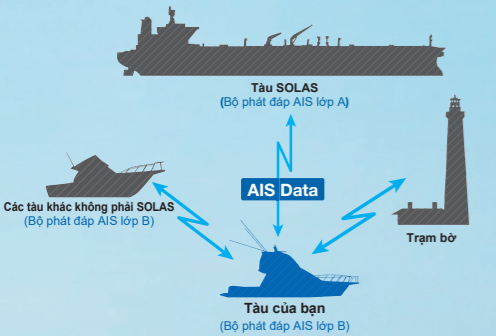 Tàu SOLAS
(Bộ phát đáp AIS lớp A)
AIS Data
Các tàu khác không phải SOLAS
(Bộ phát đáp AIS lớp B)
Trạm bờ
Tàu của bạn
(Bộ phát đáp AIS lớp B)